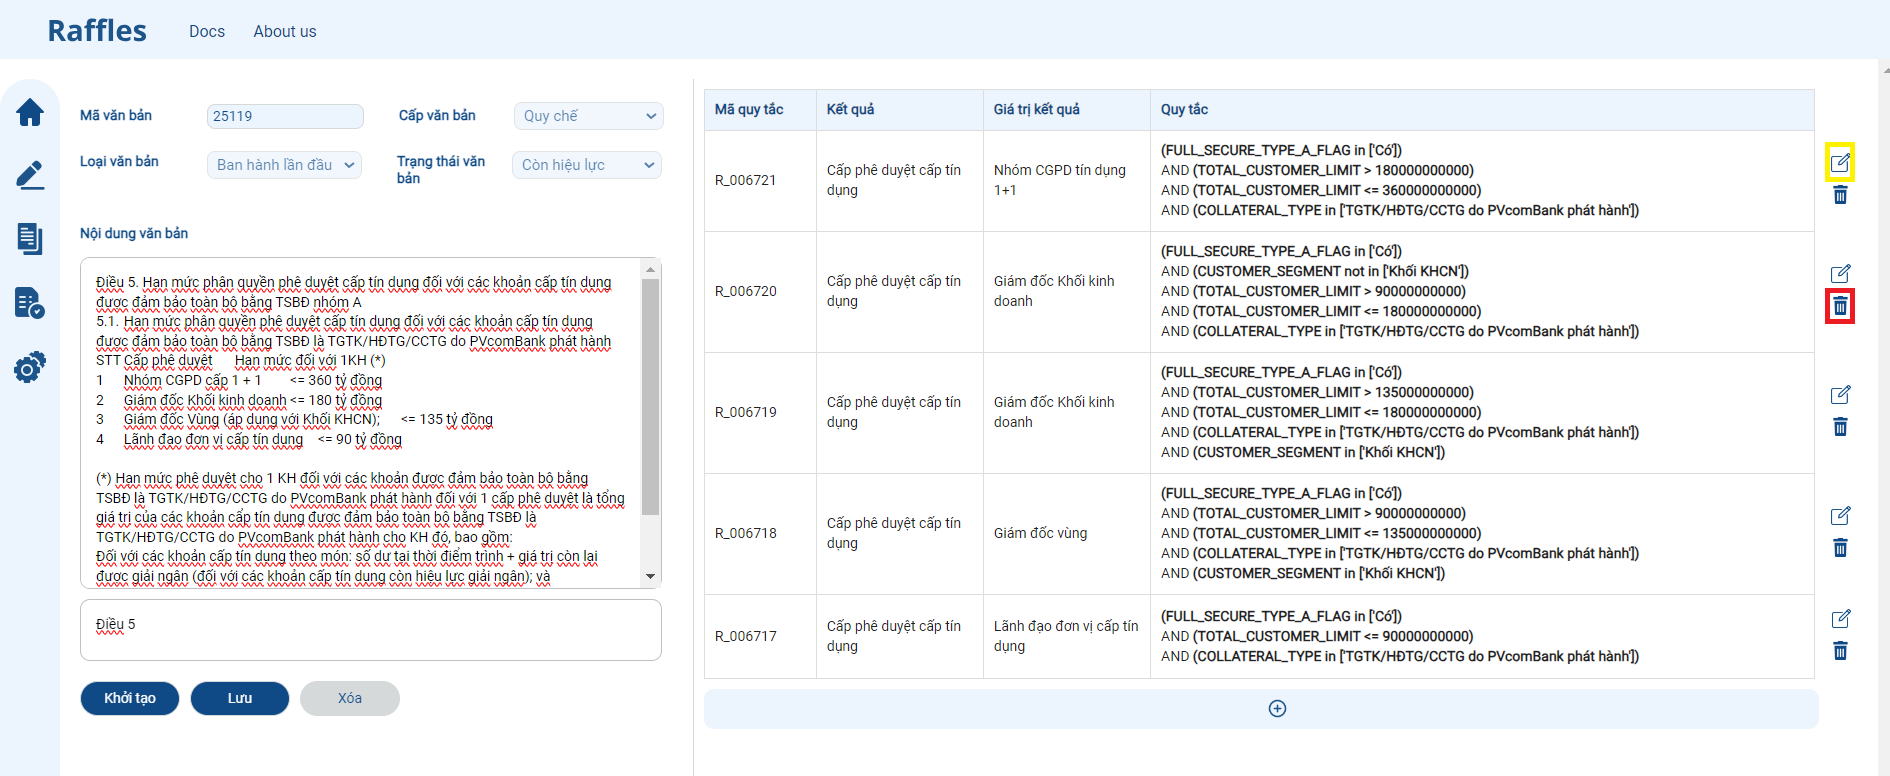 Raffles
Docs
About us
Mã văn bản
25119
Cấp văn bản
Quy chế
Loại văn bản
Ban hành lần đầu
Trạng thái văn bản
Còn hiệu lực
Nội dung văn bản
Điều 5. Hạn mức phân quyền phê duyệt cấp tín dụng đối với các khoản cấp tín dụng
được đảm bảo toàn bộ bằng TSBĐ nhóm A
5.1. Hạn mức phân quyền phê duyệt cấp tín dụng đối với các khoản cấp tín dụng
được đảm bảo toàn bộ bằng TSBĐ là TGTK/HĐTG/CCTG do PVcomBank phát hành
STT Cấp phê duyệt Hạn mức đối với 1KH (*)
1 Nhóm CGPD cấp 1 + 1 <= 360 tỷ đồng
2 Giám đốc Khối kinh doanh <= 180 tỷ đồng
3 Giám đốc Vùng (áp dụng với Khối KHCN); <= 135 tỷ đồng
4 Lãnh đạo đơn vị cấp tín dụng <= 90 tỷ đồng
(*) Hạn mức phê duyệt cho 1 KH đối với các khoản được đảm bảo toàn bộ bằng
TSBĐ là TGTK/HĐTG/CCTG do PVcomBank phát hành đối với 1 cấp phê duyệt là tổng
giá trị của các khoản cấp tín dụng được đảm bảo toàn bộ bằng TSBĐ là
TGTK/HĐTG/CCTG do PVcomBank phát hành cho KH đó, bao gồm:
Đối với các khoản cấp tín dụng theo món: số dư tại thời điểm trình + giá trị còn lại
được giải ngân (đối với các khoản cấp tín dụng còn hiệu lực giải ngân); và
Điều 5
Khởi tạo
Lưu
Xóa
Mã quy tắc
Kết quả
Giá trị kết quả
Quy tắc
R_006721
Cấp phê duyệt cấp tín
dụng
Nhóm CGPD tín dụng
1+1
(FULL_SECURE_TYPE_A_FLAG in ['Có'])
AND (TOTAL_CUSTOMER_LIMIT > 180000000000)
AND (TOTAL_CUSTOMER_LIMIT <= 360000000000)
AND (COLLATERAL_TYPE in ['TGTK/HĐTG/CCTG do PVcomBank phát hành'])
R_006720
Cấp phê duyệt cấp tín
dụng
Giám đốc Khối kinh
doanh
(FULL_SECURE_TYPE_A_FLAG in ['Có'])
AND (CUSTOMER_SEGMENT not in ['Khối KHCN'])
AND (TOTAL_CUSTOMER_LIMIT > 90000000000)
AND (TOTAL_CUSTOMER_LIMIT <= 180000000000)
AND (COLLATERAL_TYPE in ['TGTK/HĐTG/CCTG do PVcomBank phát hành'])
R_006719
Cấp phê duyệt cấp tín
dụng
Giám đốc Khối kinh
doanh
(FULL_SECURE_TYPE_A_FLAG in ['Có'])
AND (TOTAL_CUSTOMER_LIMIT > 135000000000)
AND (TOTAL_CUSTOMER_LIMIT <= 180000000000)
AND (COLLATERAL_TYPE in ['TGTK/HĐTG/CCTG do PVcomBank phát hành'])
AND (CUSTOMER_SEGMENT in ['Khối KHCN'])
R_006718
Cấp phê duyệt cấp tín
dụng
Giám đốc vùng
(FULL_SECURE_TYPE_A_FLAG in ['Có'])
AND (TOTAL_CUSTOMER_LIMIT > 90000000000)
AND (TOTAL_CUSTOMER_LIMIT <= 135000000000)
AND (COLLATERAL_TYPE in ['TGTK/HĐTG/CCTG do PVcomBank phát hành'])
AND (CUSTOMER_SEGMENT in ['Khối KHCN'])
R_006717
Cấp phê duyệt cấp tín
dụng
Lãnh đạo đơn vị cấp tín
dụng
(FULL_SECURE_TYPE_A_FLAG in ['Có'])
AND (TOTAL_CUSTOMER_LIMIT <= 90000000000)
AND (COLLATERAL_TYPE in ['TGTK/HĐTG/CCTG do PVcomBank phát hành'])